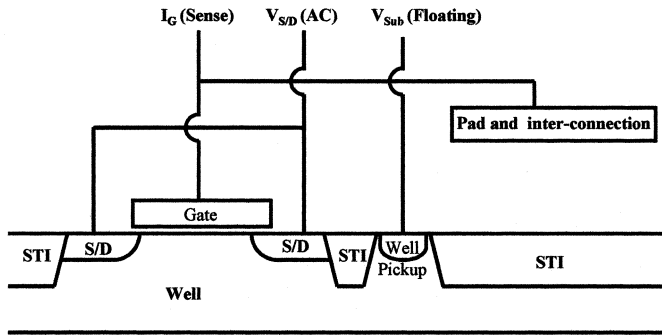 I_G (Sense)
V_S/D (AC)
V_Sub (Floating)
Pad and inter-connection
Gate
STI
S/D
S/D
STI
Well
Pickup
STI
Well